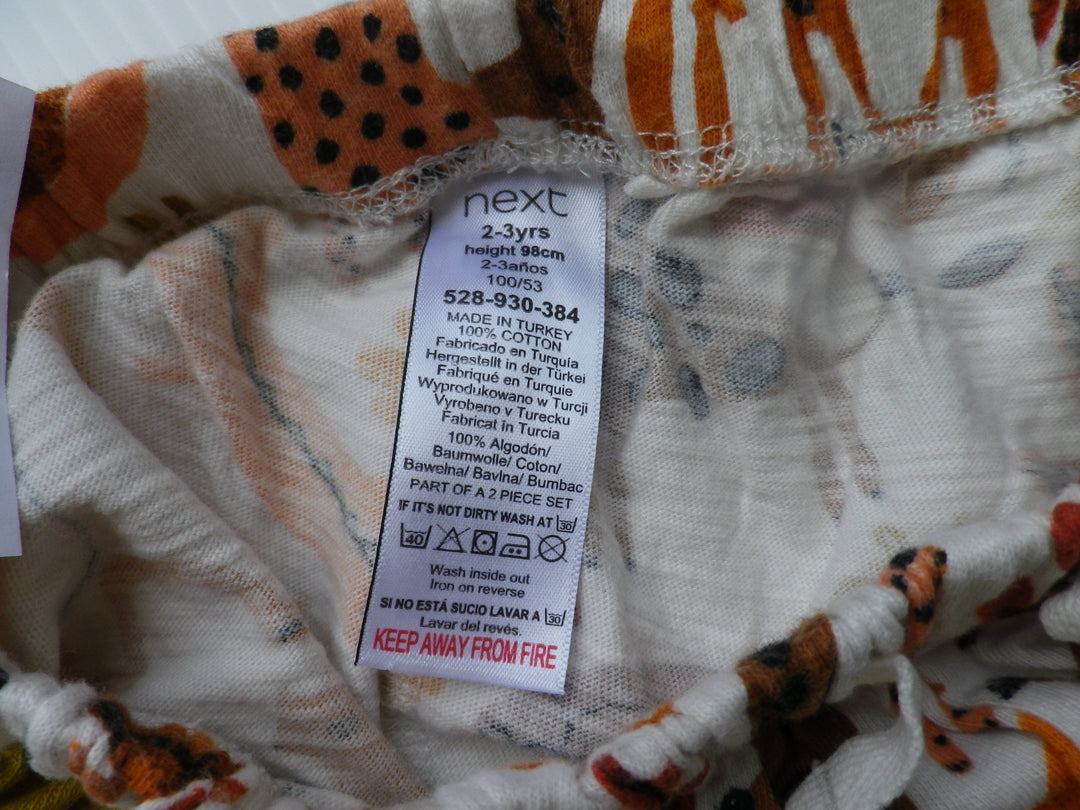 next
2-3yrs
height 98cm
2-3años
100/53
528-930-384
MADE IN TURKEY
100% COTTON
Fabricado en Turquia
Hergestellt in der Türkei
Fabriqué en Turquie
Wyprodukowano w Turcji
Vyrobeno v Turecku
Fabricat in Turcia
100% Algodón/
Baumwolle/ Coton/
Bawełna/ Bavlna/ Bumbac
PART OF A 2 PIECE SET
IF IT'S NOT DIRTY WASH AT 30
40
Wash inside out
Iron on reverse
SI NO ESTÁ SUCIO LAVAR A 30
Lavar del revés.
KEEP AWAY FROM FIRE